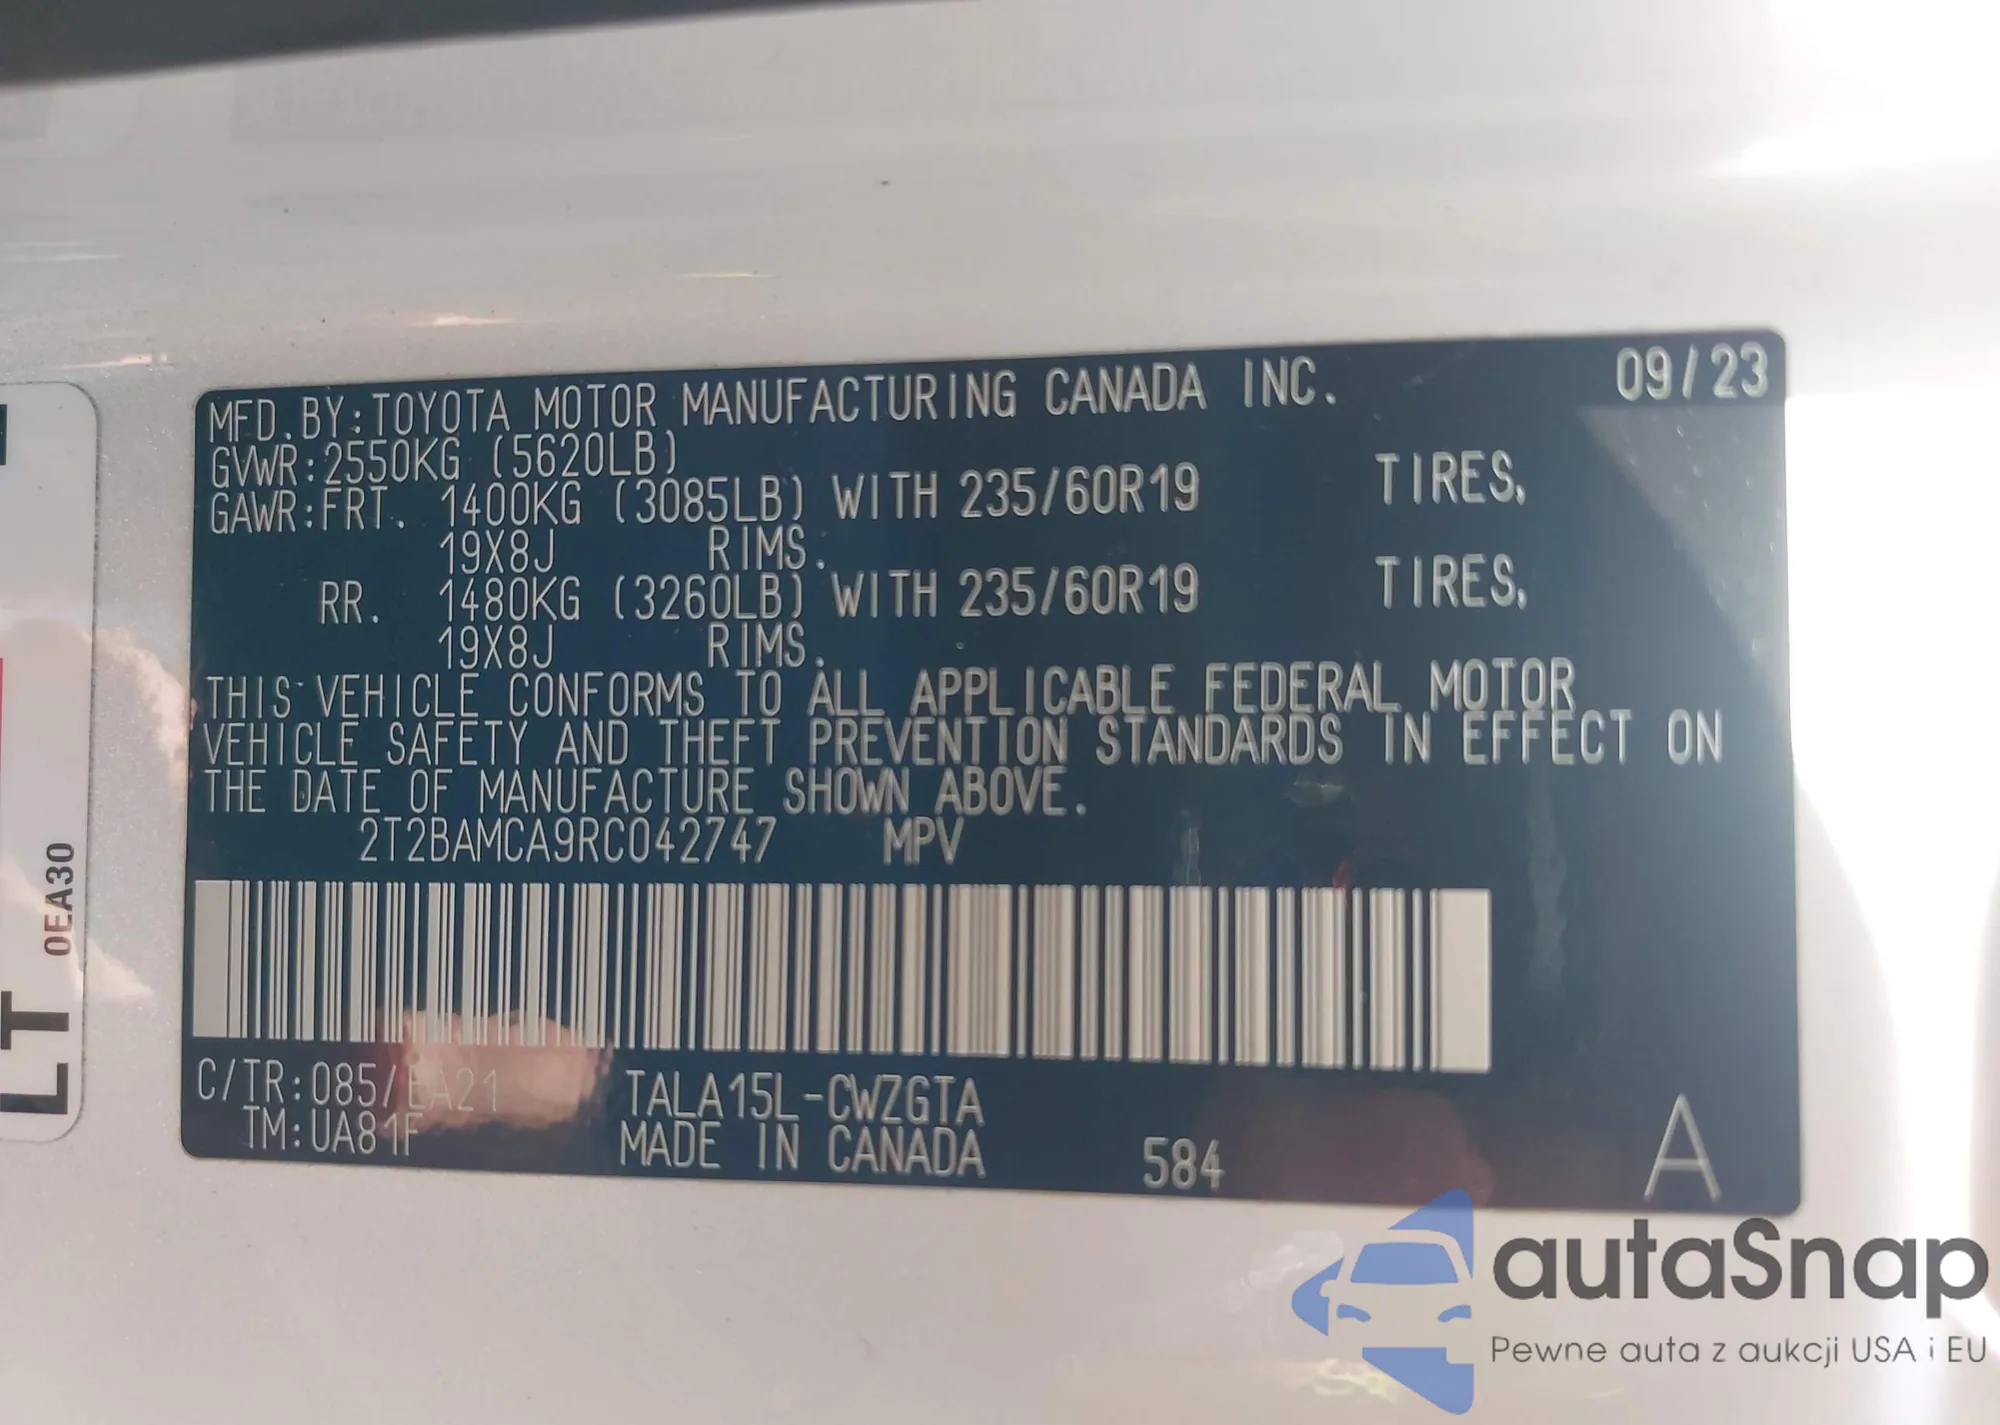 MFD. BY:TOYOTA MOTOR MANUFACTURING CANADA INC. 09/23
GVWR:2550KG (5620LB)
GAWR:FRT. 1400KG (3085LB) WITH 235/60R19 TIRES,
19X8J RIMS.
RR. 1480KG (3260LB) WITH 235/60R19 TIRES,
19X8J RIMS.
THIS VEHICLE CONFORMS TO ALL APPLICABLE FEDERAL MOTOR
VEHICLE SAFETY AND THEFT PREVENTION STANDARDS IN EFFECT ON
THE DATE OF MANUFACTURE SHOWN ABOVE.
2T2BAMCA9RC042747 MPV
C/TR:085/EA21 TALA15L-CWZGTA
TM:UA81F MADE IN CANADA 584 A
LT 0EA30
autaSnap
Pewne auta z aukcji USA i EU